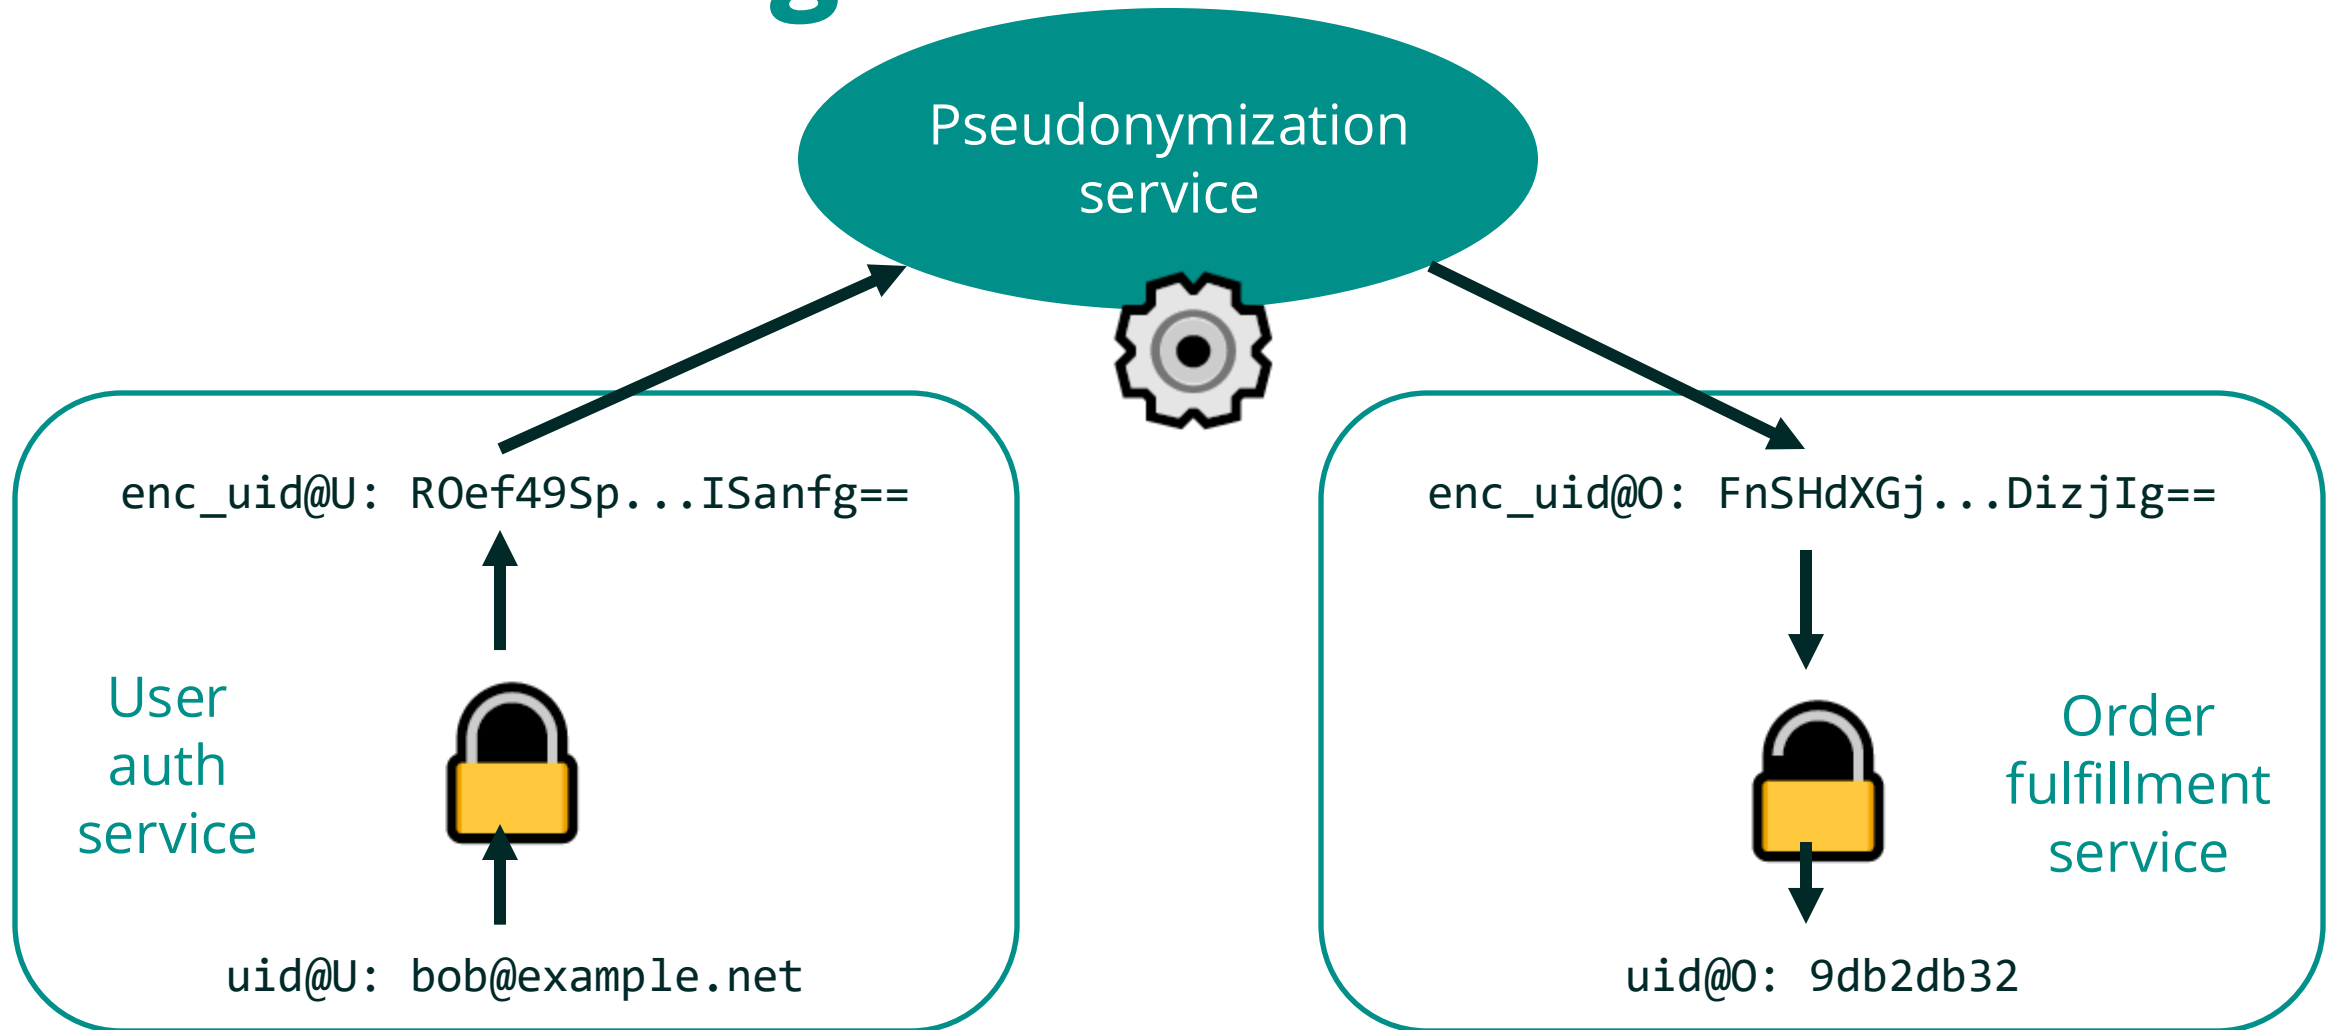 Pseudonymization
service
enc_uid@U: ROef49Sp...ISanfg==
enc_uid@O: FnSHdXGj...DizjIg==
User
auth
service
Order
fulfillment
service
uid@U: bob@example.net
uid@O: 9db2db32